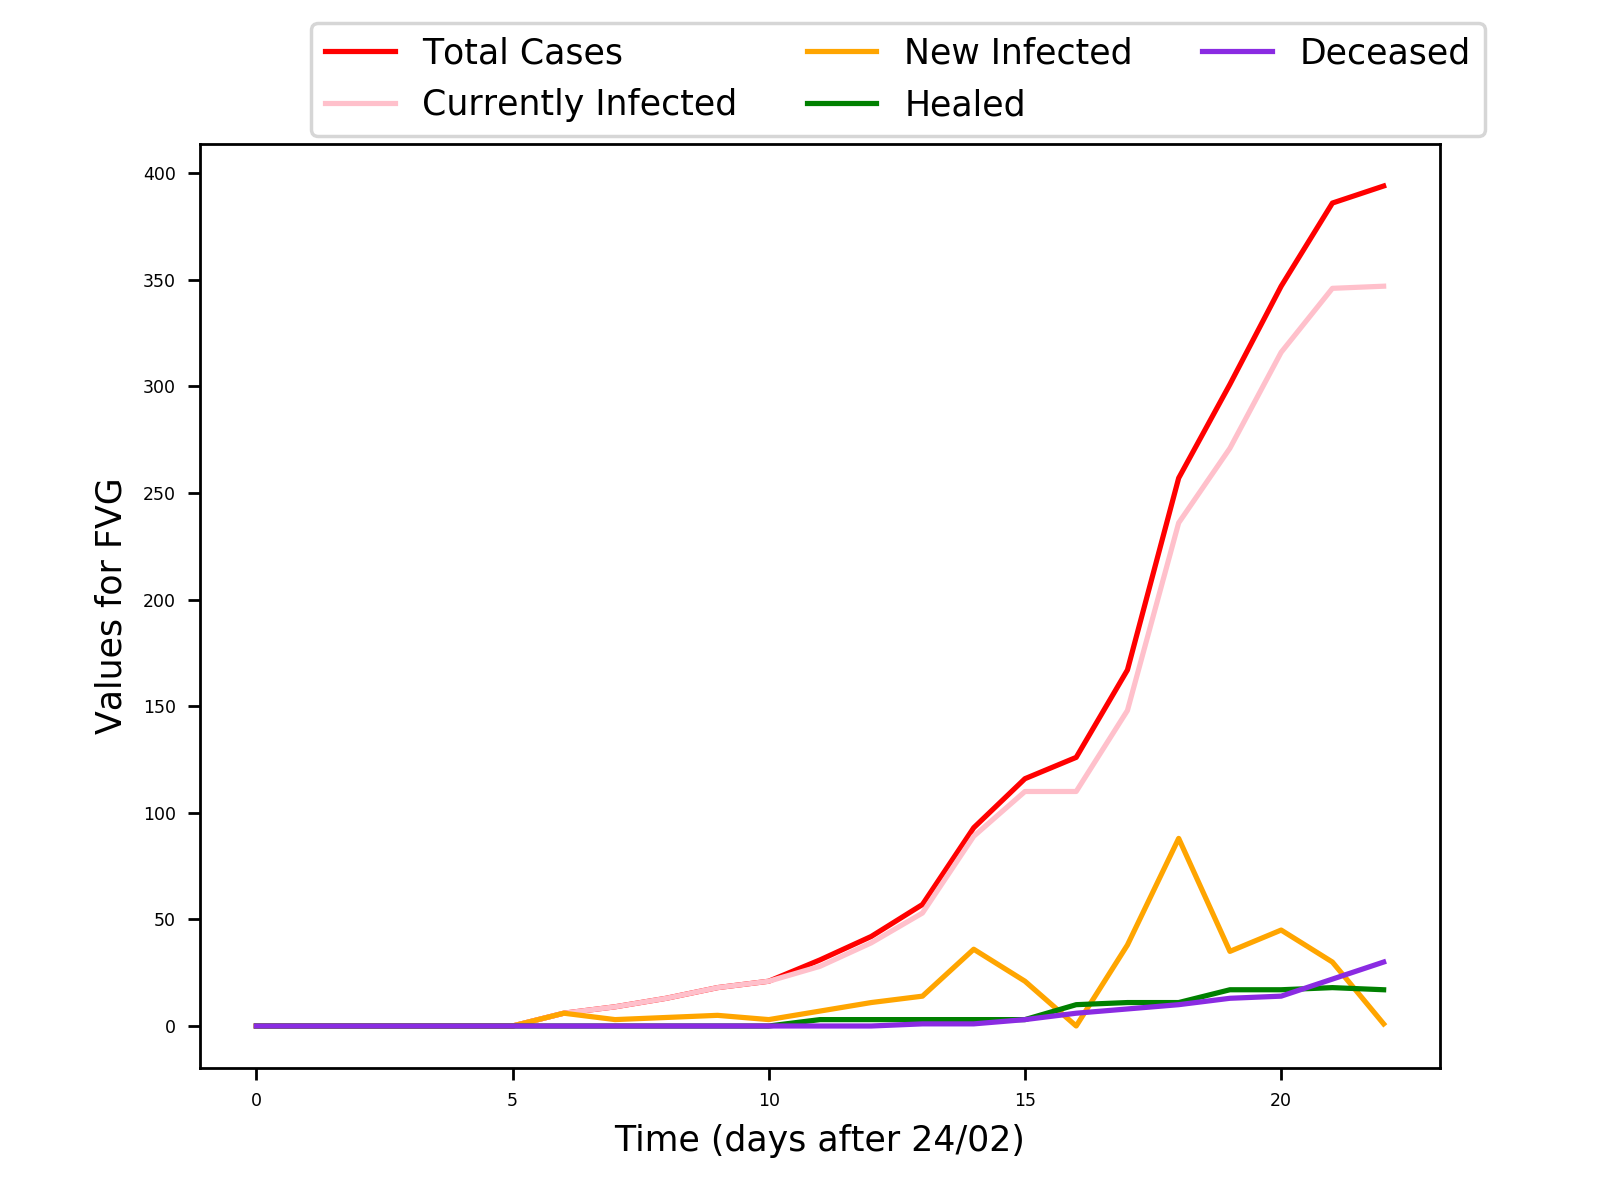 Total Cases New Infected Deceased
Currently Infected Healed
400
350
300
250
200
150
100
50
0
Values for FVG
0 5 10 15 20
Time (days after 24/02)